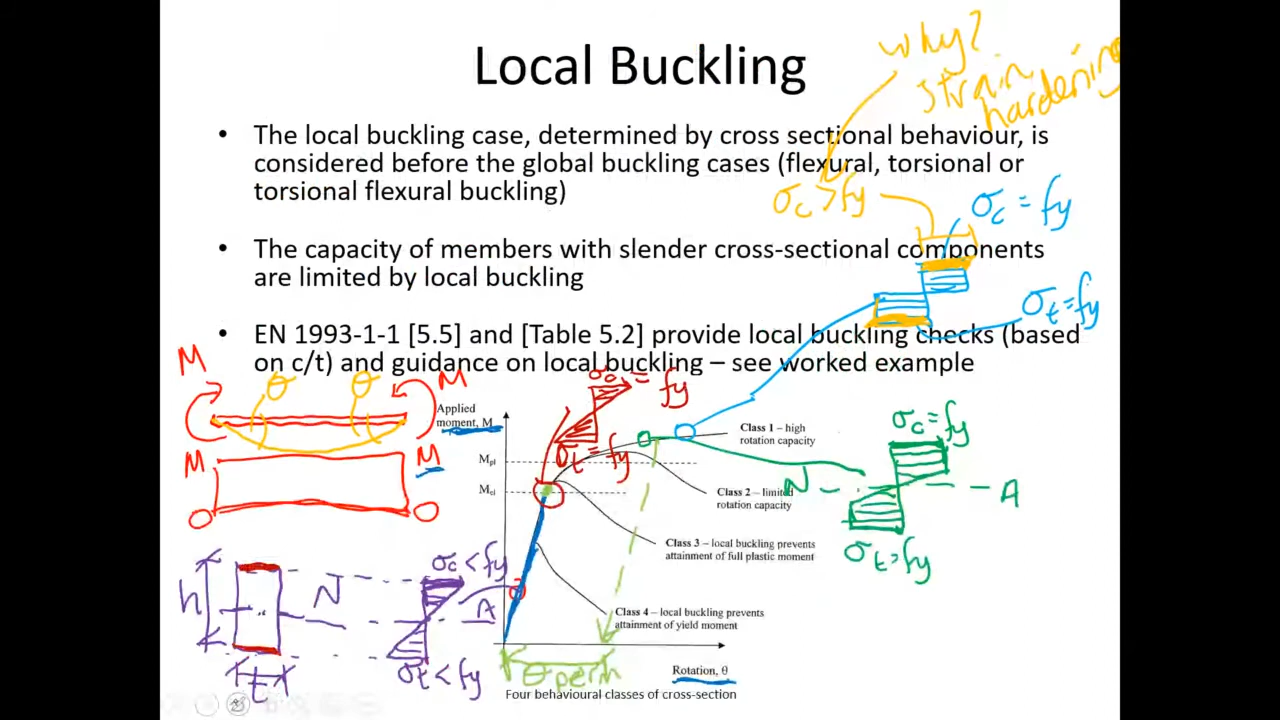 Local Buckling
why?
strain
hardening
• The local buckling case, determined by cross sectional behaviour, is
considered before the global buckling cases (flexural, torsional or
torsional flexural buckling)
σc > fy
σc = fy
• The capacity of members with slender cross-sectional components
are limited by local buckling
σt = fy
• EN 1993-1-1 [5.5] and [Table 5.2] provide local buckling checks (based
on c/t) and guidance on local buckling – see worked example
M
θ
θ
M
Applied
moment, M
σc = fy
σt = fy
Class 1 – high
rotation capacity
σc = fy
M
M
Mpl
Mel
Class 2 – limited
rotation capacity
N
A
O
O
Class 3 – local buckling prevents
attainment of full plastic moment
σt = fy
h
N
σc < fy
A
Class 4 – local buckling prevents
attainment of yield moment
t
σt < fy
θ perm
Rotation, θ
Four behavioural classes of cross-section